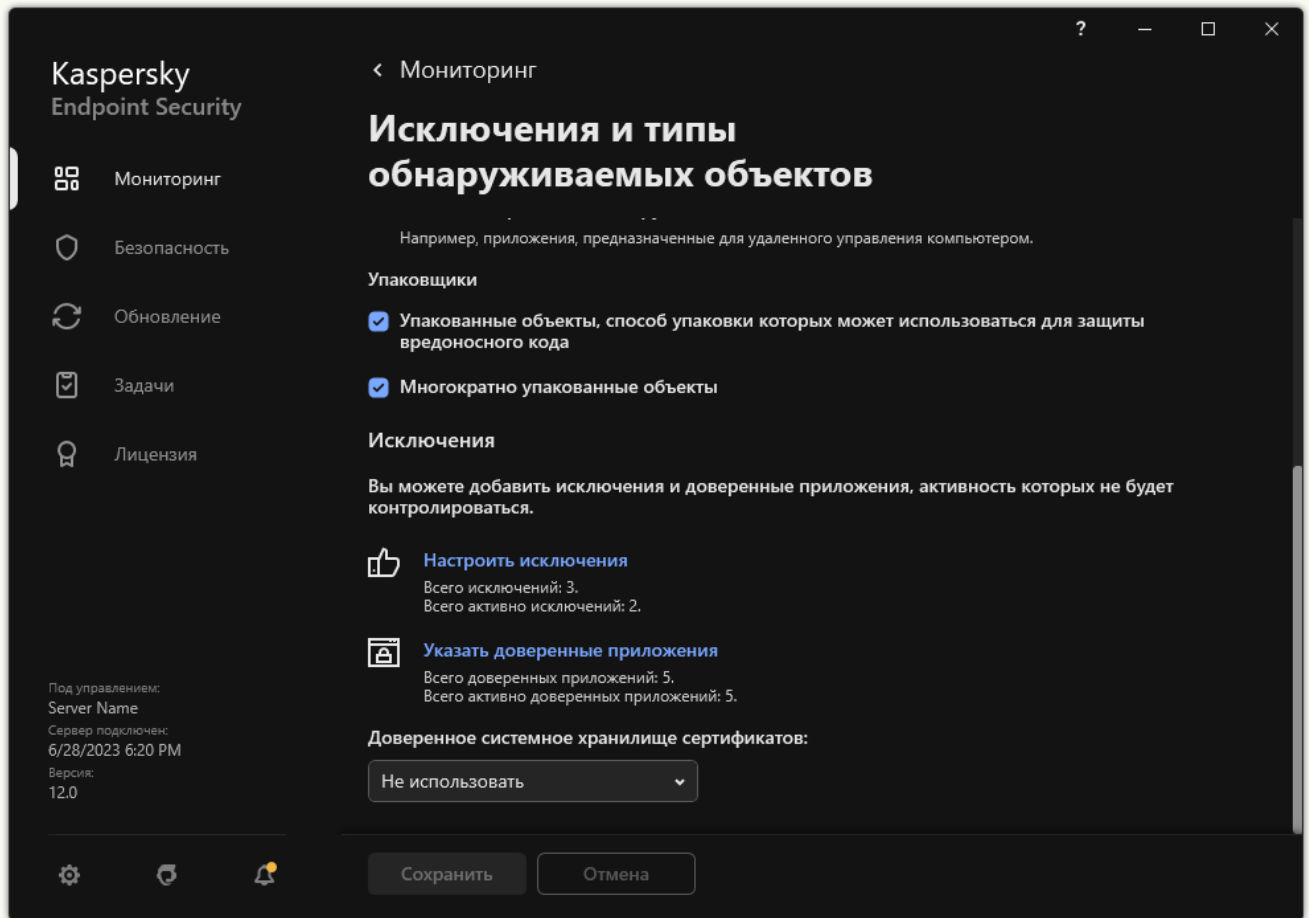 ?
Kaspersky
Endpoint Security
Мониторинг
Безопасность
Обновление
Задачи
Лицензия
Под управлением:
Server Name
Сервер подключен:
6/28/2023 6:20 PM
Версия:
12.0
Мониторинг
Исключения и типы
обнаруживаемых объектов
Например, приложения, предназначенные для удаленного управления компьютером.
Упаковщики
Упакованные объекты, способ упаковки которых может использоваться для защиты
вредоносного кода
Многократно упакованные объекты
Исключения
Вы можете добавить исключения и доверенные приложения, активность которых не будет
контролироваться.
Настроить исключения
Всего исключений: 3.
Всего активно исключений: 2.
Указать доверенные приложения
Всего доверенных приложений: 5.
Всего активно доверенных приложений: 5.
Доверенное системное хранилище сертификатов:
Не использовать
Сохранить
Отмена